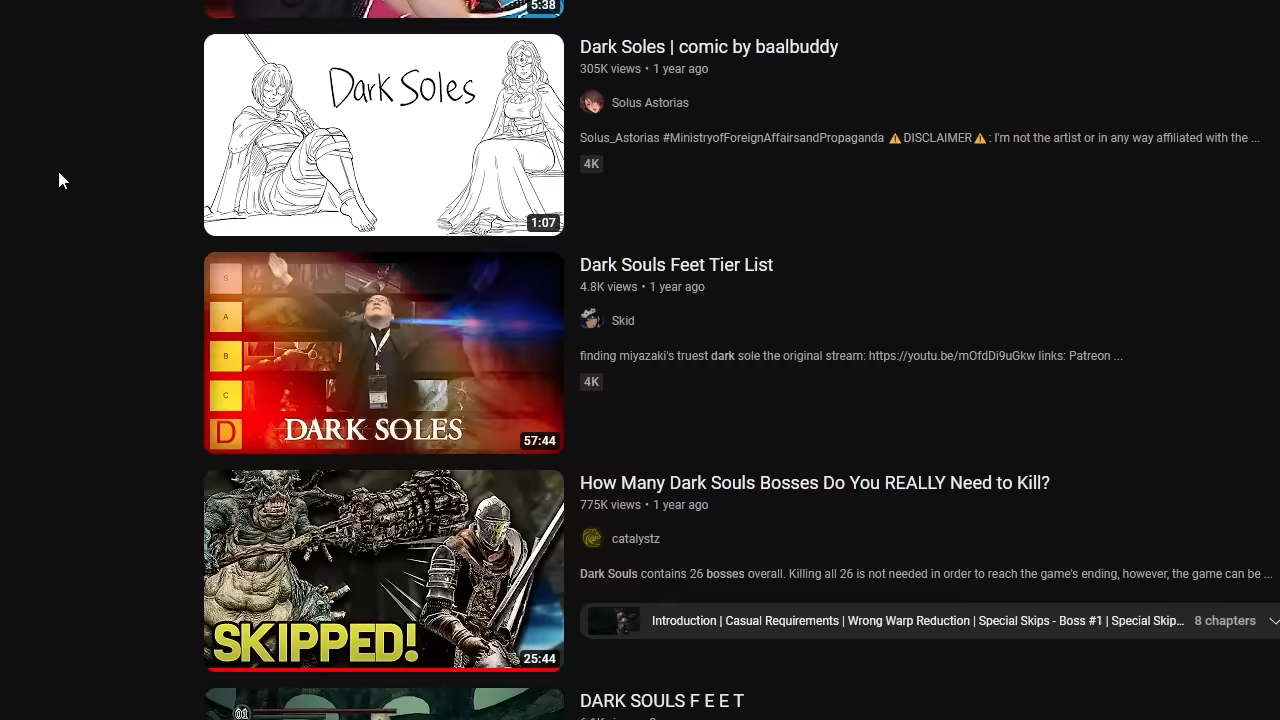 5:38
Dark Soles
1:07
Dark Soles | comic by baalbuddy
305K views • 1 year ago
Solus Astorias
Solus_Astorias #MinistryofForeignAffairsandPropaganda ⚠DISCLAIMER⚠: I'm not the artist or in any way affiliated with the ...
4K
S
A
B
C
D
DARK SOLES
57:44
Dark Souls Feet Tier List
4.8K views • 1 year ago
Skid
finding miyazaki's truest dark sole the original stream: https://youtu.be/mOfdDi9uGkw links: Patreon ...
4K
SKIPPED!
25:44
How Many Dark Souls Bosses Do You REALLY Need to Kill?
775K views • 1 year ago
catalystz
Dark Souls contains 26 bosses overall. Killing all 26 is not needed in order to reach the game's ending, however, the game can be ...
Introduction | Casual Requirements | Wrong Warp Reduction | Special Skips - Boss #1 | Special Skip... 8 chapters
DARK SOULS F E E T